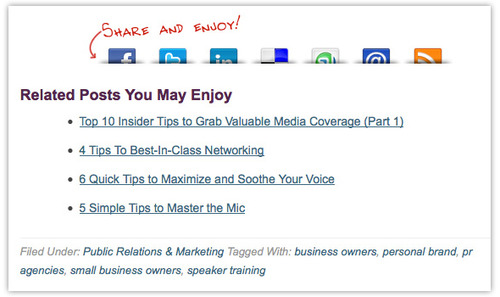 SHARE AND ENJOY!
f t in @
Related Posts You May Enjoy
Top 10 Insider Tips to Grab Valuable Media Coverage (Part 1)
4 Tips To Best-In-Class Networking
6 Quick Tips to Maximize and Soothe Your Voice
5 Simple Tips to Master the Mic
Filed Under: Public Relations & Marketing Tagged With: business owners, personal brand, pr
agencies, small business owners, speaker training